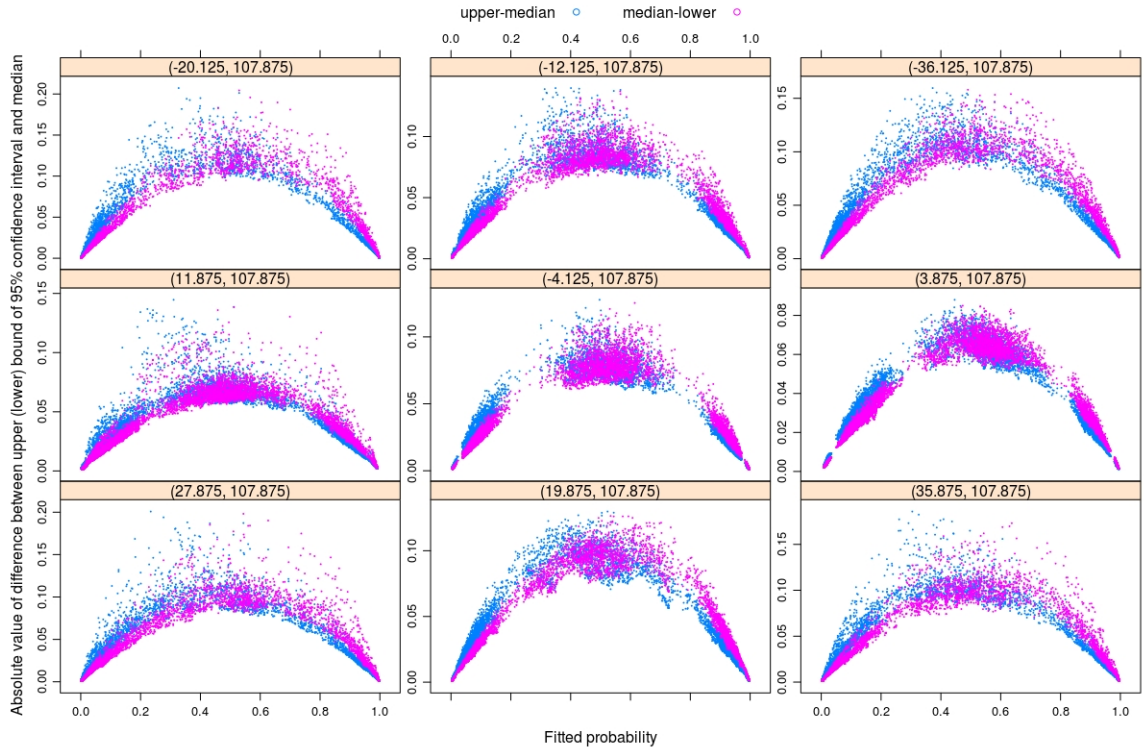 upper-median median-lower
0.0 0.2 0.4 0.6 0.8 1.0
Absolute value of difference between upper (lower) bound of 95% confidence interval and median
(-20.125, 107.875) (-12.125, 107.875) (-36.125, 107.875)
0.00 0.05 0.10 0.15 0.20
0.00 0.05 0.10
0.00 0.05 0.10 0.15
(11.875, 107.875) (-4.125, 107.875) (3.875, 107.875)
0.00 0.05 0.10 0.15
0.00 0.05 0.10
0.00 0.02 0.04 0.06 0.08
(27.875, 107.875) (19.875, 107.875) (35.875, 107.875)
0.00 0.05 0.10 0.15 0.20
0.00 0.05 0.10
0.00 0.05 0.10 0.15
0.0 0.2 0.4 0.6 0.8 1.0
0.0 0.2 0.4 0.6 0.8 1.0
Fitted probability